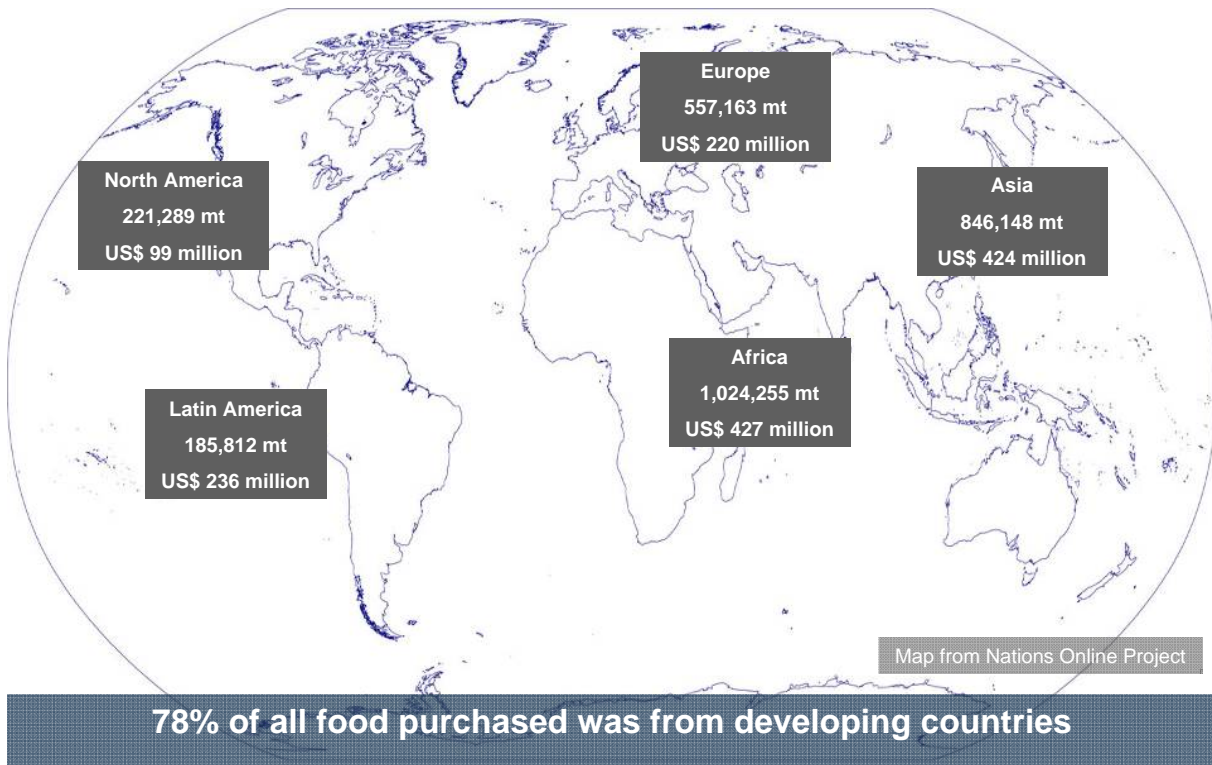 Europe
557,163 mt
US$ 220 million
North America
221,289 mt
US$ 99 million
Asia
846,148 mt
US$ 424 million
Africa
1,024,255 mt
US$ 427 million
Latin America
185,812 mt
US$ 236 million
Map from Nations Online Project
78% of all food purchased was from developing countries